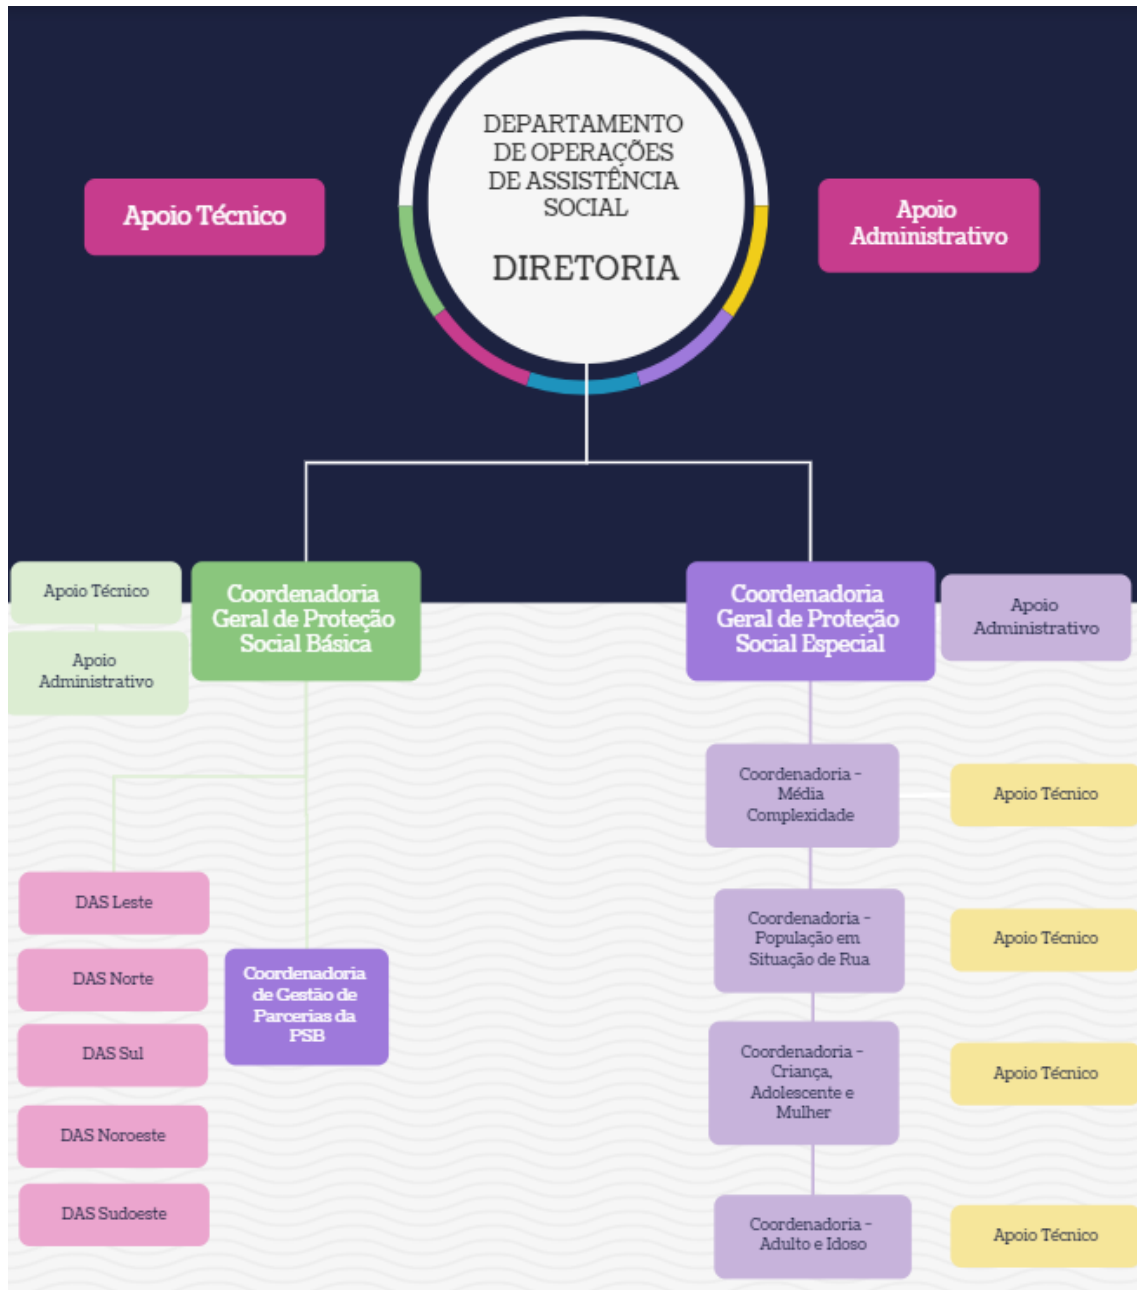 DEPARTAMENTO
DE OPERAÇÕES
DE ASSISTÊNCIA
SOCIAL
DIRETORIA
Apoio Técnico
Apoio
Administrativo
Apoio Técnico
Apoio
Administrativo
Coordenadoria
Geral de Proteção
Social Básica
Coordenadoria
Geral de Proteção
Social Especial
Apoio
Administrativo
DAS Leste
DAS Norte
DAS Sul
DAS Noroeste
DAS Sudoeste
Coordenadoria
de Gestão de
Parcerias da
PSB
Coordenadoria -
Média
Complexidade
Apoio Técnico
Coordenadoria -
População em
Situação de Rua
Apoio Técnico
Coordenadoria -
Criança,
Adolescente e
Mulher
Apoio Técnico
Coordenadoria -
Adulto e Idoso
Apoio Técnico